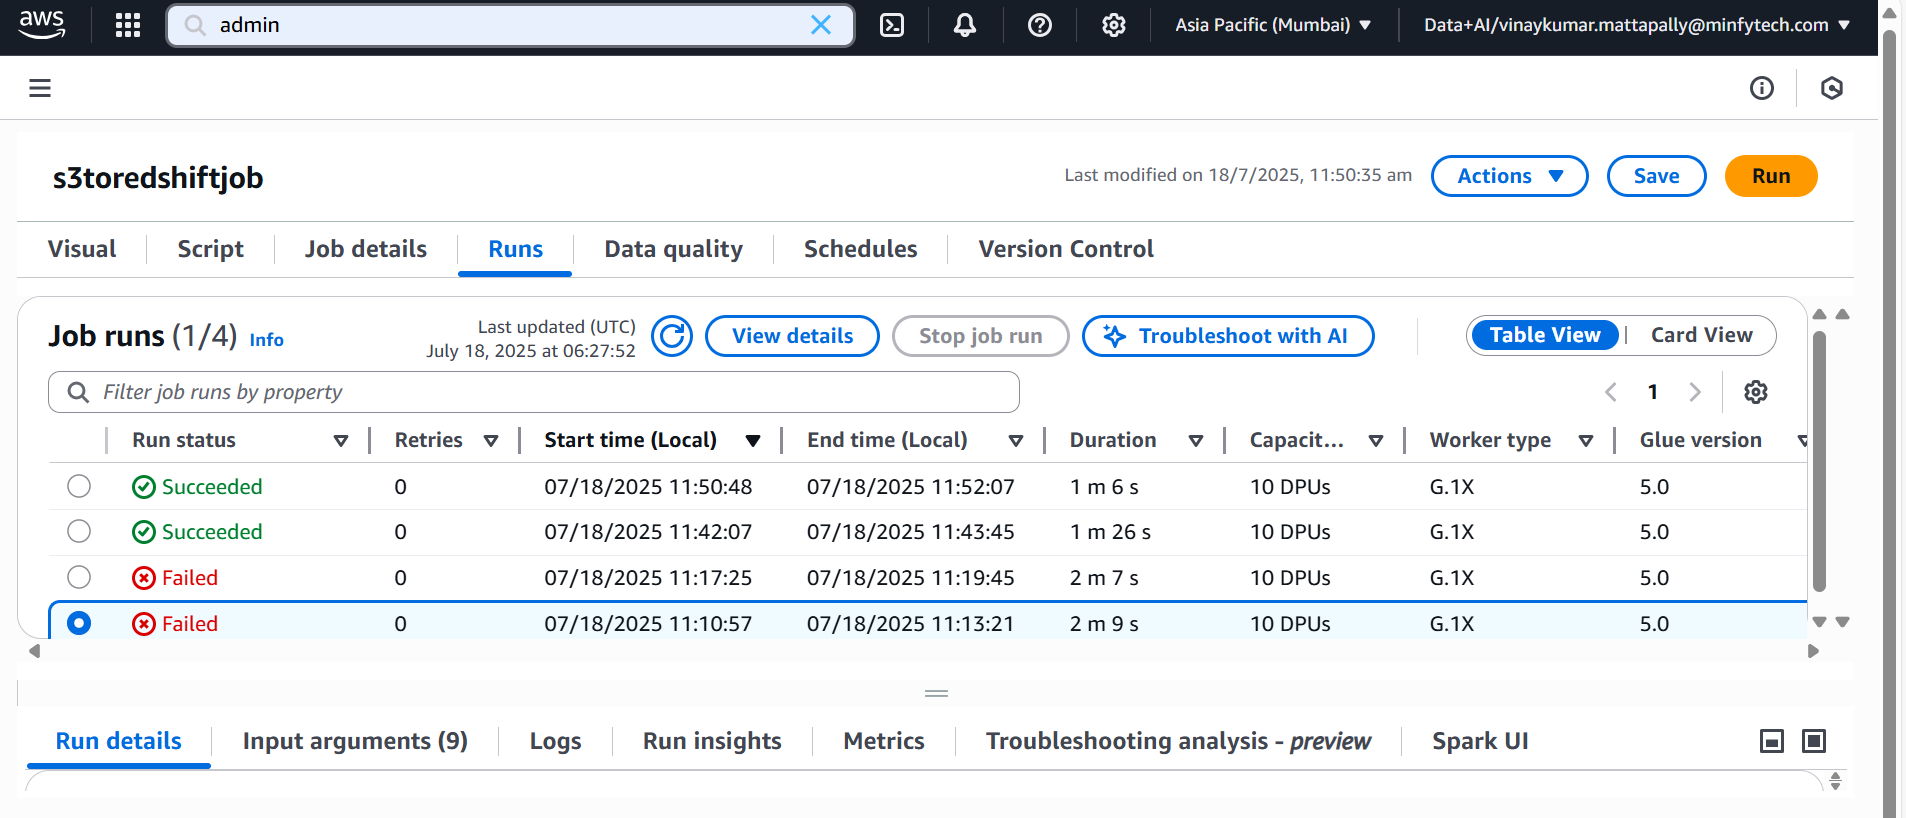 aws
admin
Asia Pacific (Mumbai)
Data+AI/vinaykumar.mattapally@minfytech.com
s3toredshiftjob
Last modified on 18/7/2025, 11:50:35 am
Actions
Save
Run
Visual
Script
Job details
Runs
Data quality
Schedules
Version Control
Job runs (1/4) Info
Last updated (UTC)
July 18, 2025 at 06:27:52
View details
Stop job run
Troubleshoot with AI
Table View
Card View
Filter job runs by property
1
Run status Retries Start time (Local) End time (Local) Duration Capacit... Worker type Glue version
Succeeded 0 07/18/2025 11:50:48 07/18/2025 11:52:07 1 m 6 s 10 DPUs G.1X 5.0
Succeeded 0 07/18/2025 11:42:07 07/18/2025 11:43:45 1 m 26 s 10 DPUs G.1X 5.0
Failed 0 07/18/2025 11:17:25 07/18/2025 11:19:45 2 m 7 s 10 DPUs G.1X 5.0
Failed 0 07/18/2025 11:10:57 07/18/2025 11:13:21 2 m 9 s 10 DPUs G.1X 5.0
Run details
Input arguments (9)
Logs
Run insights
Metrics
Troubleshooting analysis - preview
Spark UI